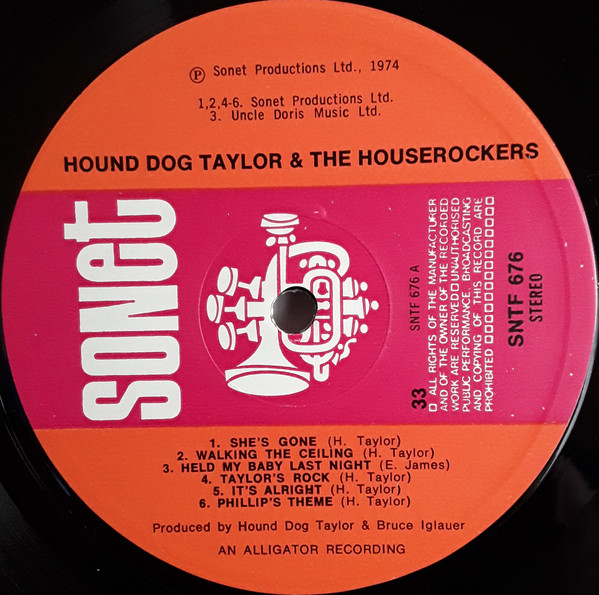 ℗ Sonet Productions Ltd., 1974
1,2,4-6. Sonet Productions Ltd.
3. Uncle Doris Music Ltd.
HOUND DOG TAYLOR & THE HOUSEROCKERS
sonet
33
SNTF 676 A
□ ALL RIGHTS OF THE MANUFACTURER
AND OF THE OWNER OF THE RECORDED
WORK ARE RESERVED □ UNAUTHORISED
PUBLIC PERFORMANCE, BROADCASTING
AND COPYING OF THIS RECORD ARE
PROHIBITED □□□□□□□□□□□□
SNTF 676
STEREO
1. SHE'S GONE (H. Taylor)
2. WALKING THE CEILING (H. Taylor)
3. HELD MY BABY LAST NIGHT (E. James)
4. TAYLOR'S ROCK (H. Taylor)
5. IT'S ALRIGHT (H. Taylor)
6. PHILLIP'S THEME (H. Taylor)
Produced by Hound Dog Taylor & Bruce Iglauer
AN ALLIGATOR RECORDING